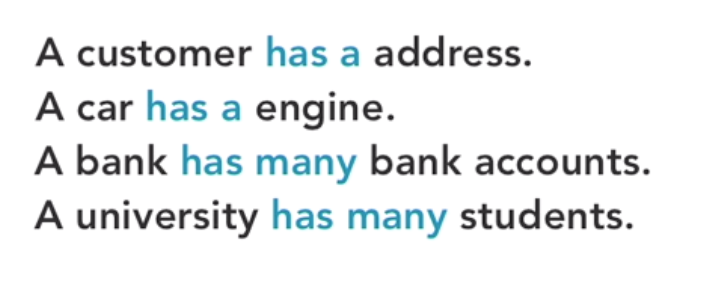 A customer has a address.
A car has a engine.
A bank has many bank accounts.
A university has many students.